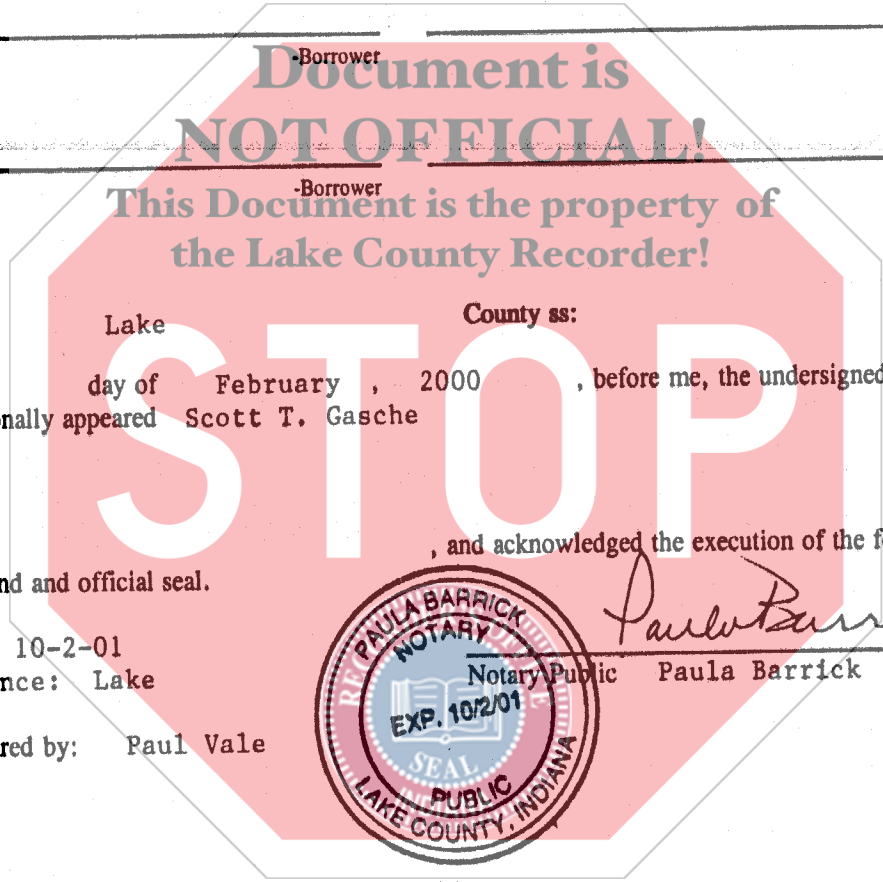 -Borrower
Document is
NOT OFFICIAL!
-Borrower
This Document is the property of
the Lake County Recorder!
Lake County ss:
day of February , 2000 , before me, the undersigned
nally appeared Scott T. Gasche
STOP
, and acknowledged the execution of the f
nd and official seal.
Paula Barr
10-2-01
nce: Lake
Notary Public Paula Barrick
red by: Paul Vale
PAULA BARRICK
NOTARY
EXP. 10/2/01
SEAL
PUBLIC
LAKE COUNTY, INDIANA